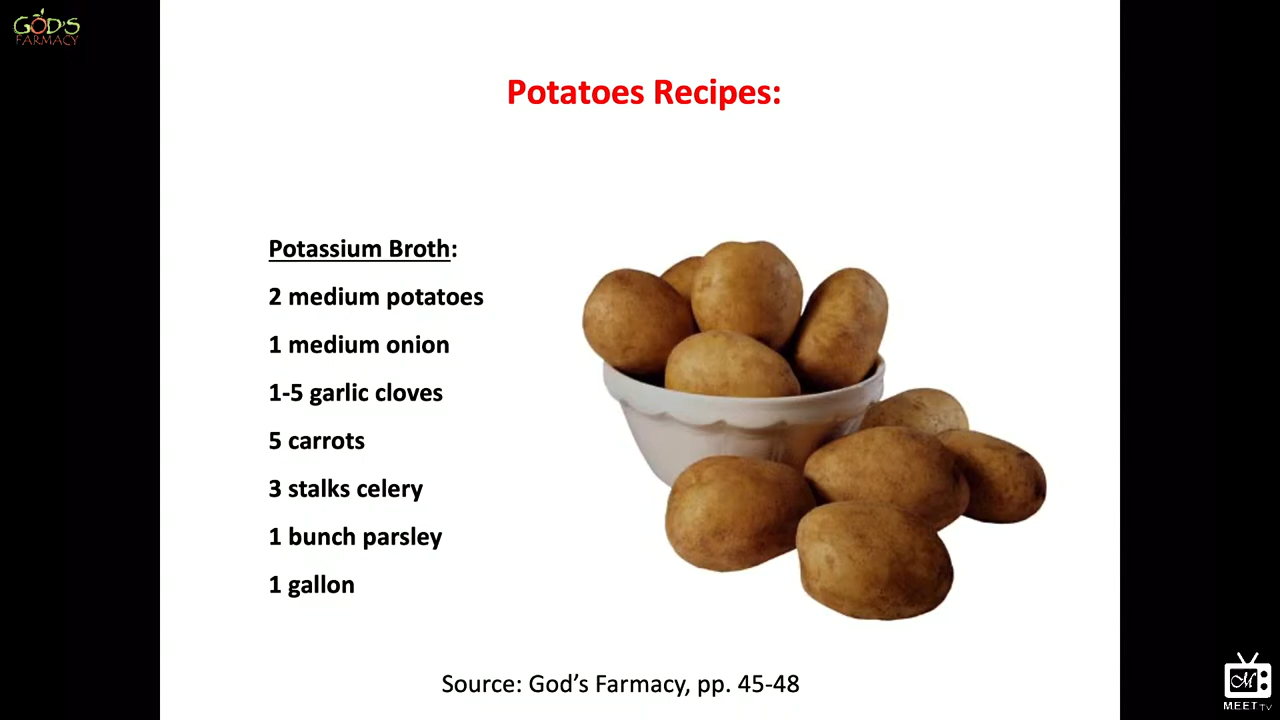 GOD'S
FARMACY
Potatoes Recipes:
Potassium Broth:
2 medium potatoes
1 medium onion
1-5 garlic cloves
5 carrots
3 stalks celery
1 bunch parsley
1 gallon
Source: God’s Farmacy, pp. 45-48
M
MEET TV